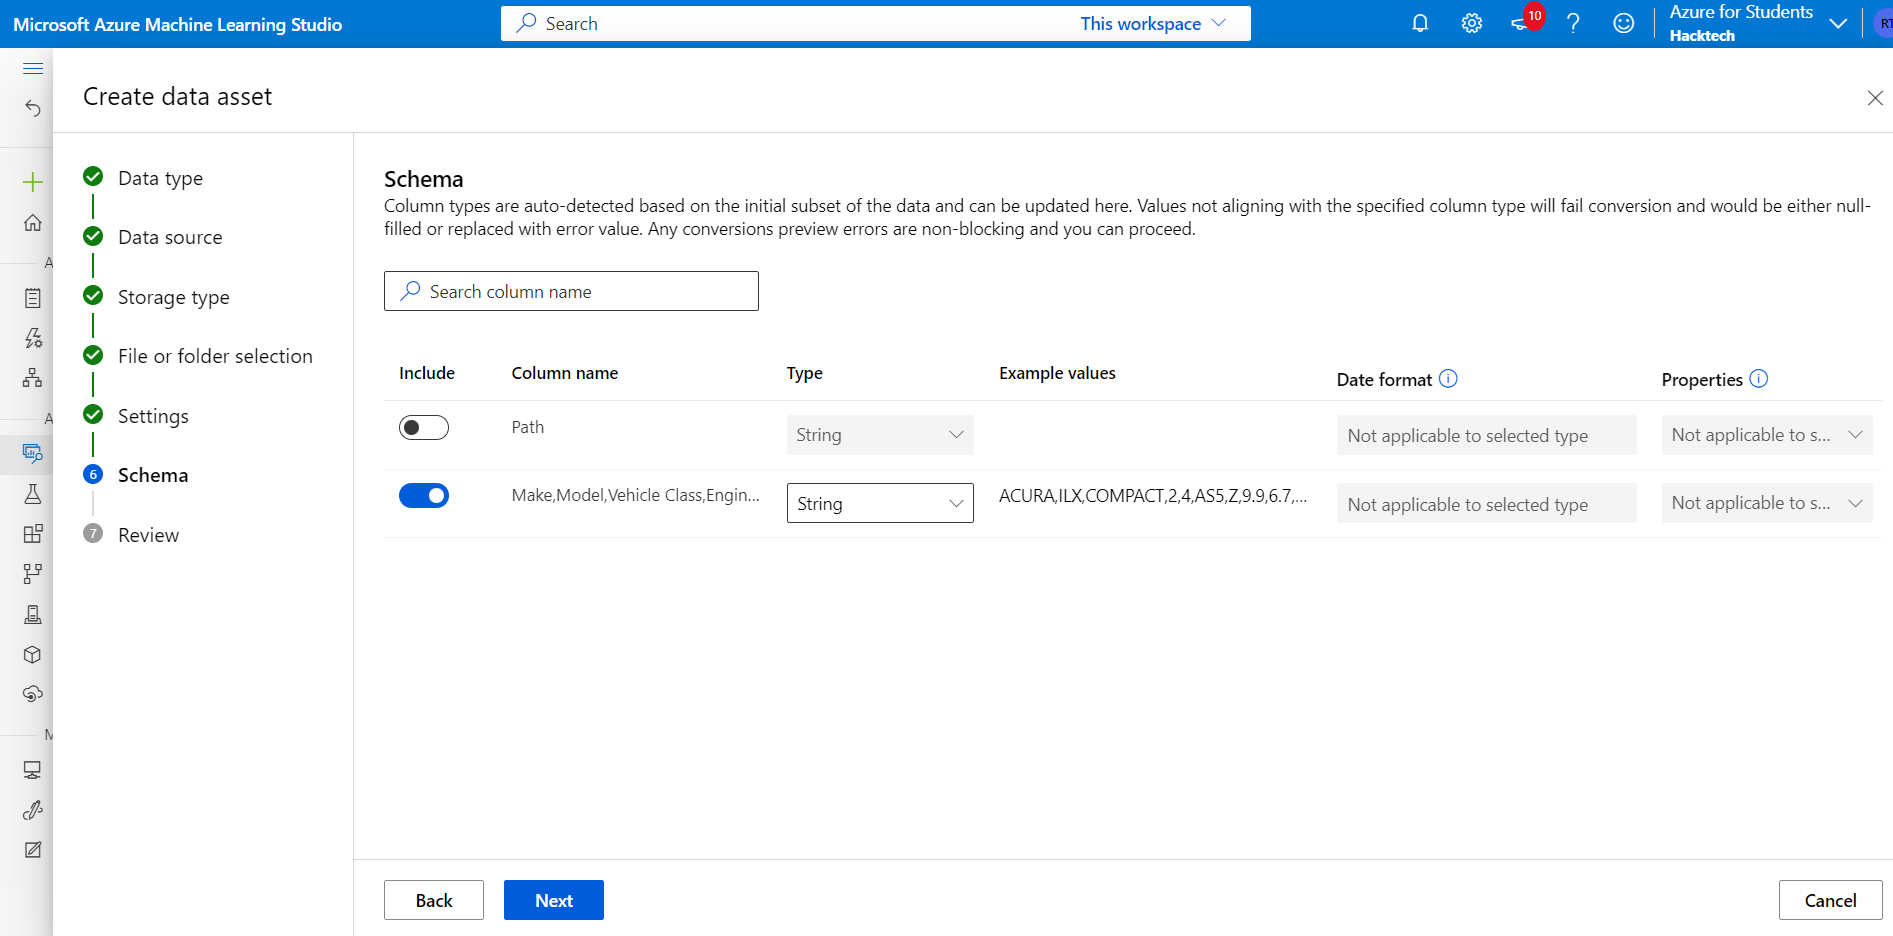 Microsoft Azure Machine Learning Studio
Search
This workspace
10
Azure for Students
Hacktech
RT
Create data asset
A
A
M
Data type
Data source
Storage type
File or folder selection
Settings
6 Schema
7 Review
Schema
Column types are auto-detected based on the initial subset of the data and can be updated here. Values not aligning with the specified column type will fail conversion and would be either null-
filled or replaced with error value. Any conversions preview errors are non-blocking and you can proceed.
Search column name
Include Column name Type Example values Date format Properties
Path String Not applicable to selected type Not applicable to s...
Make,Model,Vehicle Class,Engin... String ACURA,ILX,COMPACT,2,4,AS5,Z,9.9,6.7,... Not applicable to selected type Not applicable to s...
Back Next Cancel